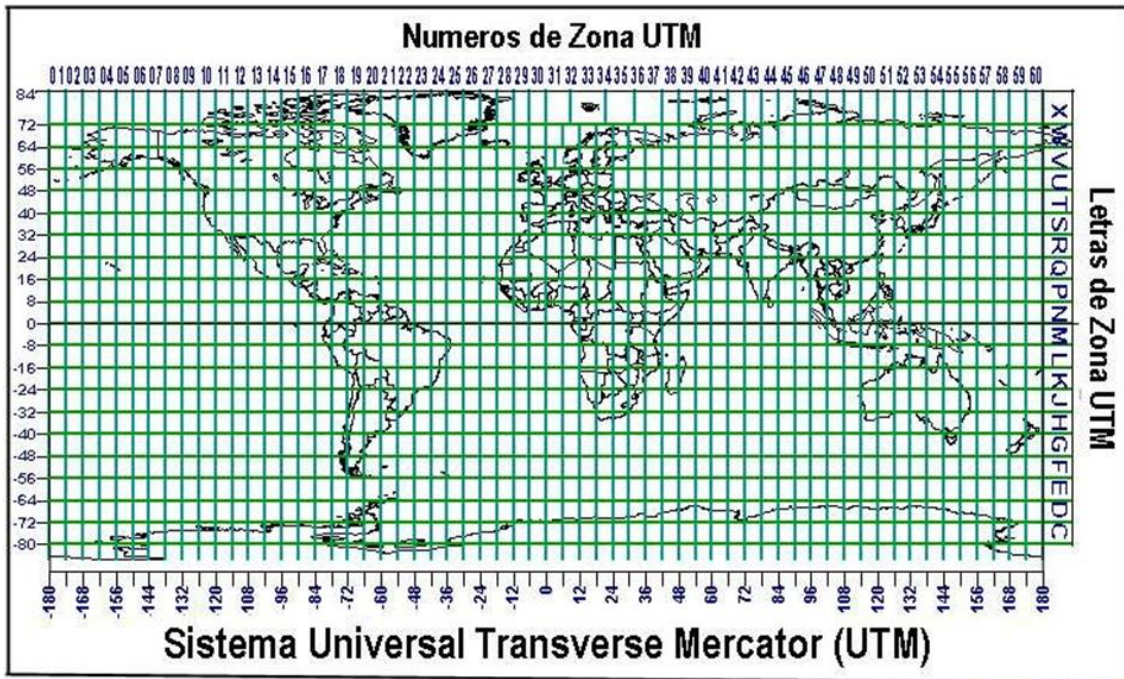 Numeros de Zona UTM
01 02 03 04 05 06 07 08 09 10 11 12 13 14 15 16 17 18 19 20 21 22 23 24 25 26 27 28 29 30 31 32 33 34 35 36 37 38 39 40 41 42 43 44 45 46 47 48 49 50 51 52 53 54 55 56 57 58 59 60
84
72
64
56
48
40
32
24
16
8
0
-8
-16
-24
-32
-40
-48
-56
-64
-72
-80
X
W
V
U
T
S
R
Q
P
N
M
L
K
J
H
G
F
E
D
C
Letras de Zona UTM
-180 -168 -156 -144 -132 -120 -108 -96 -84 -72 -60 -48 -36 -24 -12 0 12 24 36 48 60 72 84 96 108 120 132 144 156 168 180
Sistema Universal Transverse Mercator (UTM)